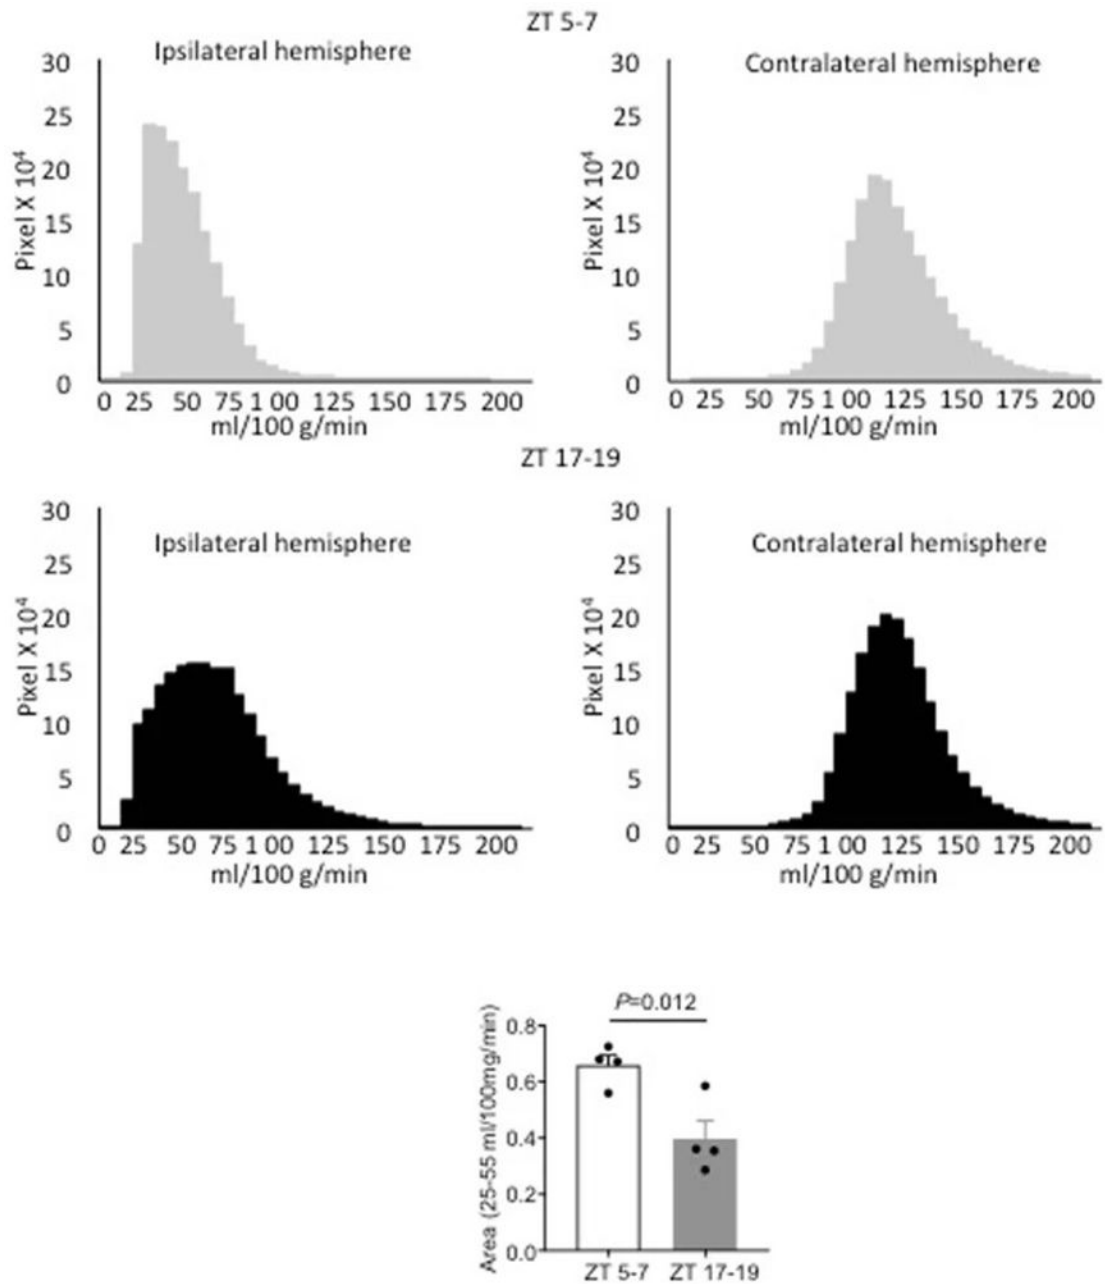 ZT 5-7
Ipsilateral hemisphere
Pixel X 10⁴
30
25
20
15
10
5
0
0 25 50 75 1 00 125 150 175 200
ml/100 g/min
Contralateral hemisphere
Pixel X 10⁴
30
25
20
15
10
5
0
0 25 50 75 1 00 125 150 175 200
ml/100 g/min
ZT 17-19
Ipsilateral hemisphere
Pixel X 10⁴
30
25
20
15
10
5
0
0 25 50 75 1 00 125 150 175 200
ml/100 g/min
Contralateral hemisphere
Pixel X 10⁴
30
25
20
15
10
5
0
0 25 50 75 1 00 125 150 175 200
ml/100 g/min
P=0.012
Area (25-55 ml/100mg/min)
0.8
0.6
0.4
0.2
0.0
ZT 5-7 ZT 17-19